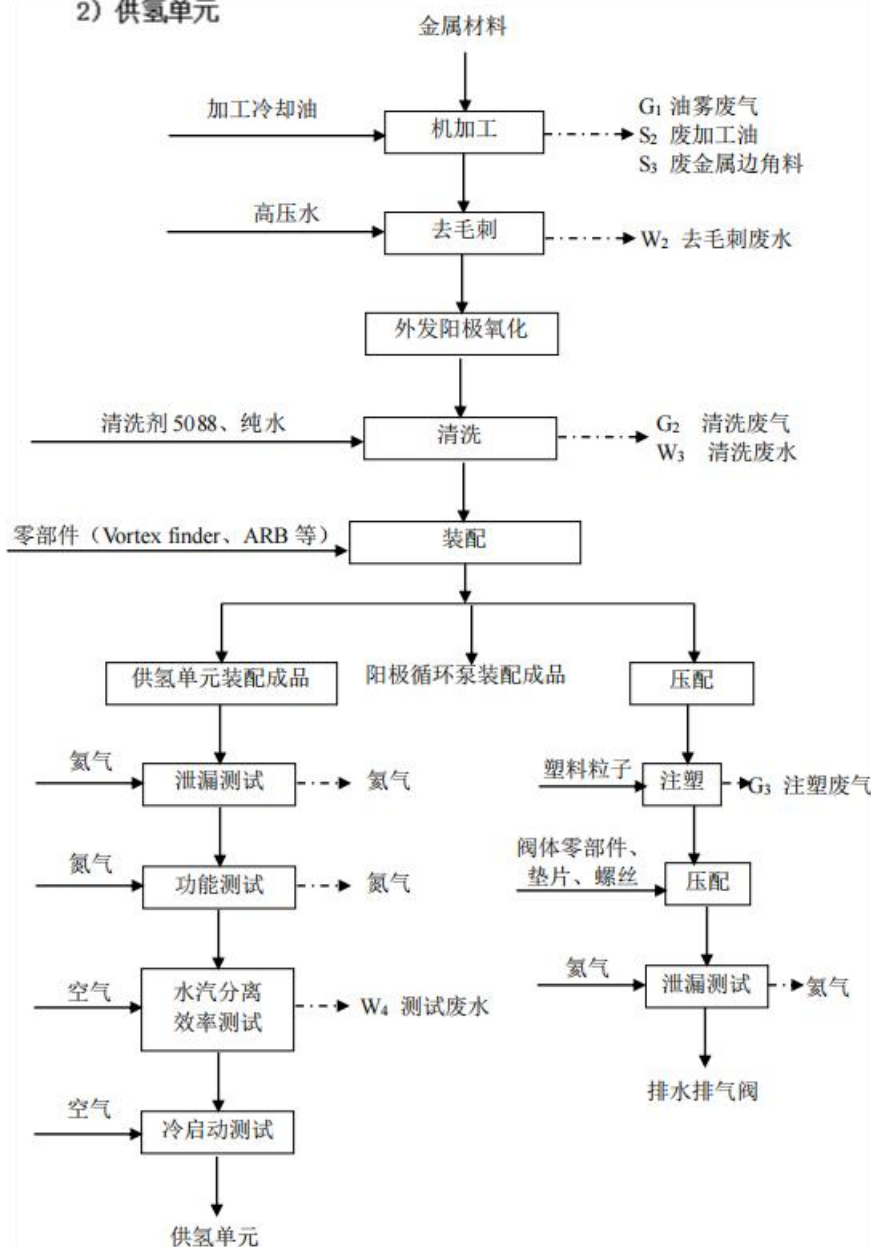 2）供氢单元
金属材料
加工冷却油
机加工
G₁ 油雾废气
S₂ 废加工油
S₃ 废金属边角料
高压水
去毛刺
W₂ 去毛刺废水
外发阳极氧化
清洗剂 5088、纯水
清洗
G₂ 清洗废气
W₃ 清洗废水
零部件（Vortex finder、ARB 等）
装配
供氢单元装配成品
阳极循环泵装配成品
压配
氦气
泄漏测试
氦气
塑料粒子
注塑
G₃ 注塑废气
氮气
功能测试
氮气
阀体零部件、
垫片、螺丝
压配
空气
水汽分离
效率测试
W₄ 测试废水
氦气
泄漏测试
氦气
排水排气阀
空气
冷启动测试
供氢单元